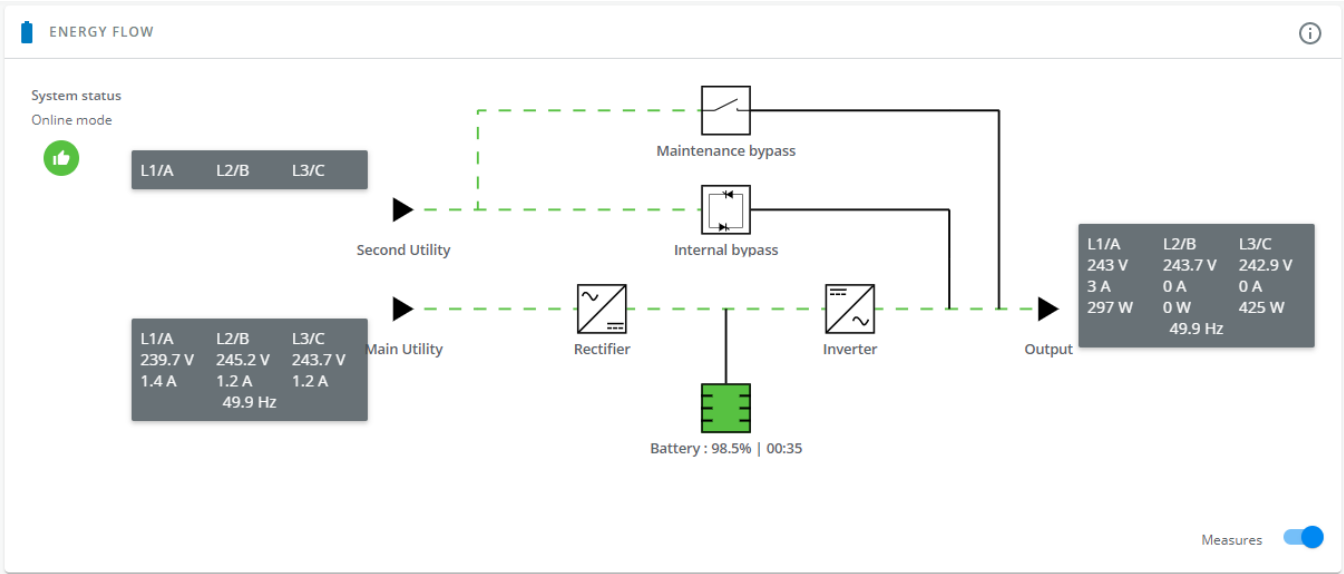 ENERGY FLOW
System status
Online mode
Maintenance bypass
L1/A L2/B L3/C
Second Utility
Internal bypass
L1/A L2/B L3/C
243 V 243.7 V 242.9 V
3 A 0 A 0 A
297 W 0 W 425 W
49.9 Hz
L1/A L2/B L3/C
239.7 V 245.2 V 243.7 V
1.4 A 1.2 A 1.2 A
49.9 Hz
Main Utility
Rectifier
Inverter
Output
Battery : 98.5% | 00:35
Measures